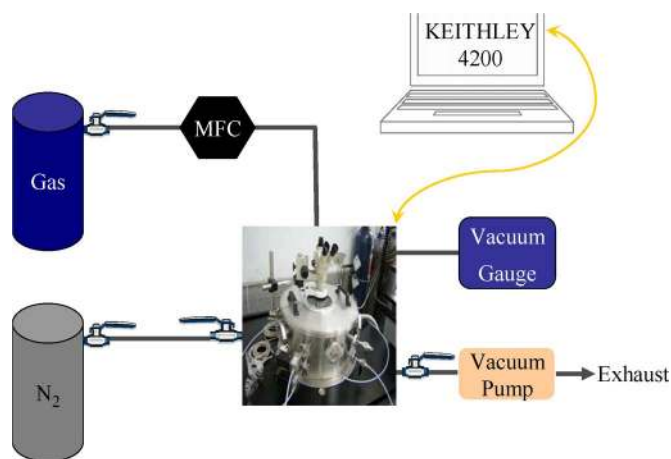 KEITHLEY
4200
MFC
Gas
Vacuum
Gauge
N₂
Vacuum
Pump
Exhaust